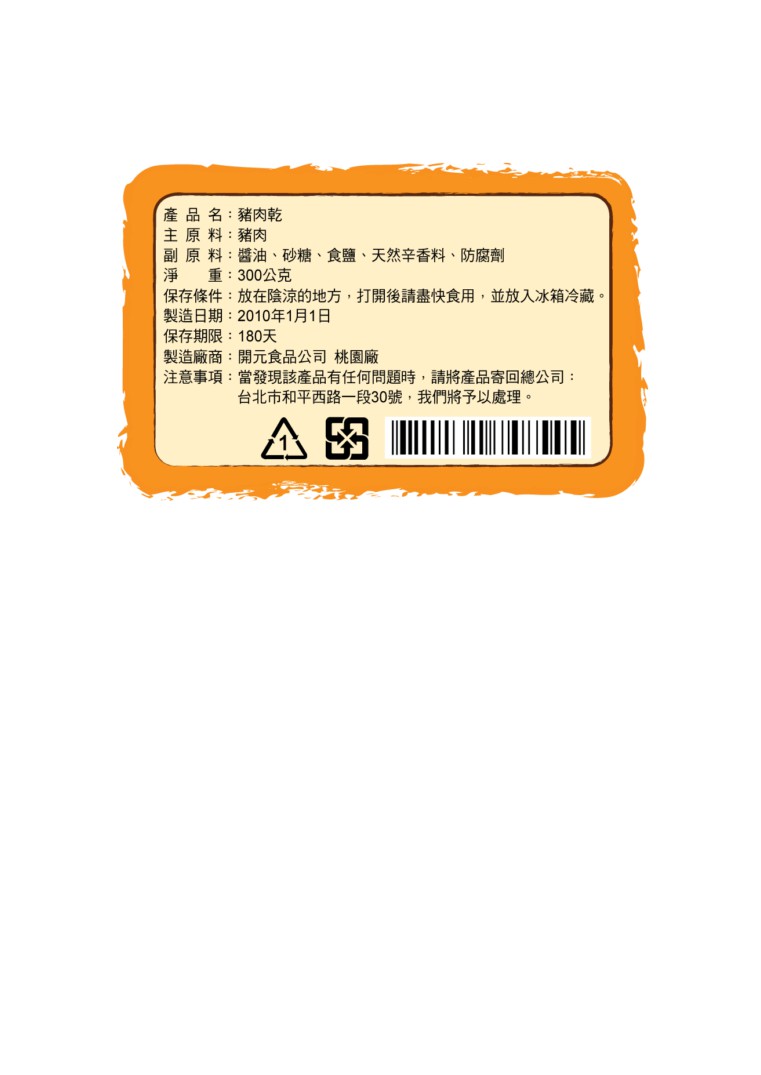 產 品 名：豬肉乾
主 原 料：豬肉
副 原 料：醬油、砂糖、食鹽、天然辛香料、防腐劑
淨　　重：300公克
保存條件：放在陰涼的地方，打開後請盡快食用，並放入冰箱冷藏。
製造日期：2010年1月1日
保存期限：180天
製造廠商：開元食品公司 桃園廠
注意事項：當發現該產品有任何問題時，請將產品寄回總公司：
台北市和平西路一段30號，我們將予以處理。
1